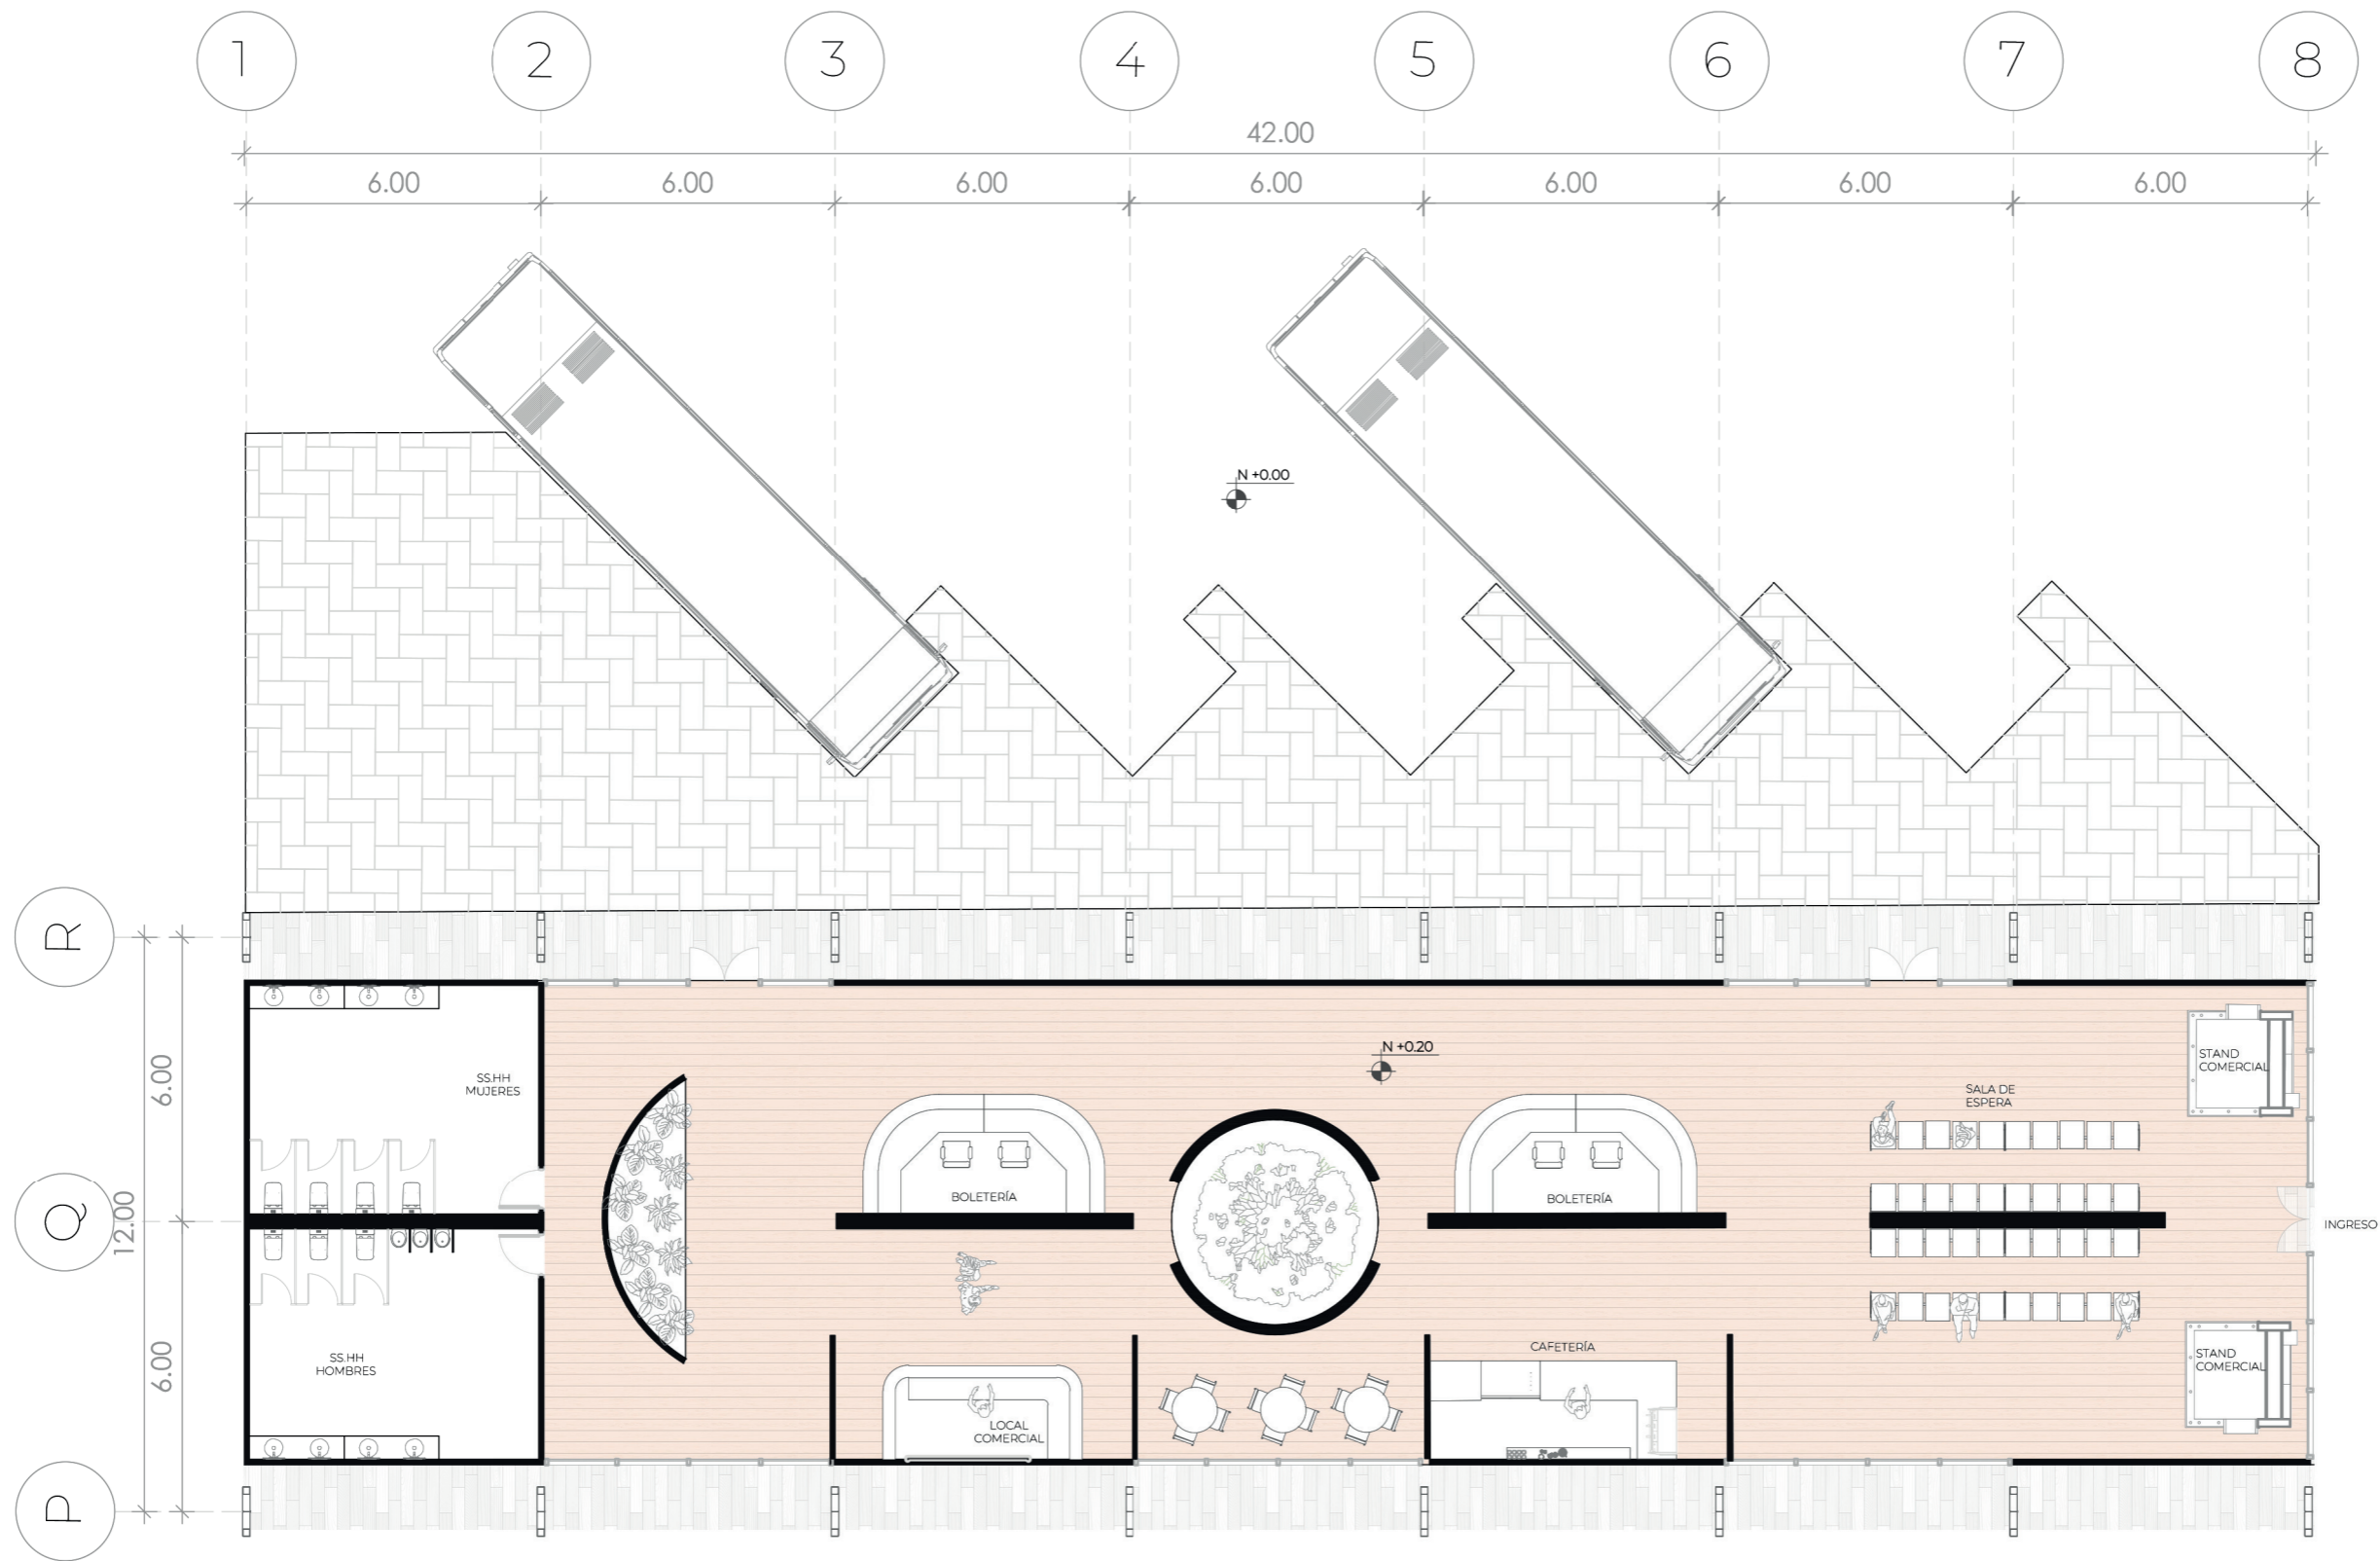 1 2 3 4 5 6 7 8
42.00
6.00 6.00 6.00 6.00 6.00 6.00 6.00
N +0.00
R
N +0.20
STAND
COMERCIAL
6.00
SS.HH
MUJERES
SALA DE
ESPERA
BOLETERÍA
BOLETERÍA
Q
12.00
INGRESO
6.00
SS.HH
HOMBRES
CAFETERÍA
STAND
COMERCIAL
LOCAL
COMERCIAL
P